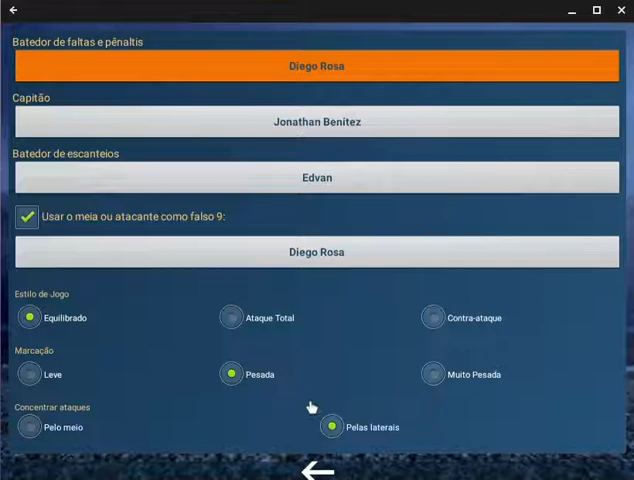 Batedor de faltas e pênaltis
Diego Rosa
Capitão
Jonathan Benítez
Batedor de escanteios
Edvan
Usar o meia ou atacante como falso 9:
Diego Rosa
Estilo de Jogo
Equilibrado Ataque Total Contra-ataque
Marcação
Leve Pesada Muito Pesada
Concentrar ataques
Pelo meio Pelas laterais